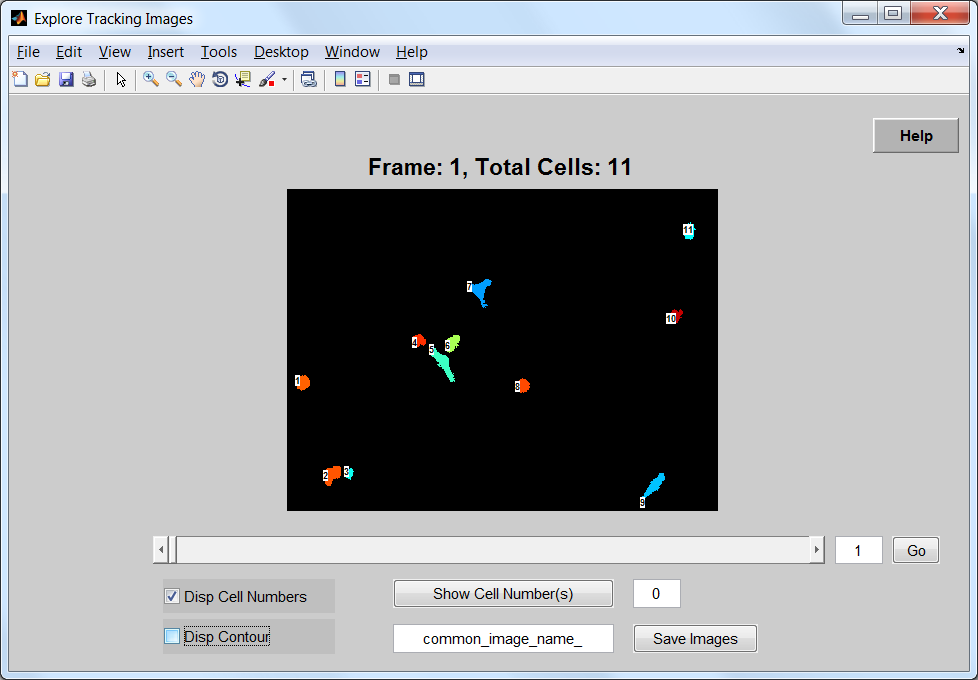 Explore Tracking Images
File Edit View Insert Tools Desktop Window Help
Help
Frame: 1, Total Cells: 11
11
7
10
4
5
6
1
8
2
3
9
1
Go
Disp Cell Numbers
Show Cell Number(s)
0
Disp Contour
common_image_name_
Save Images